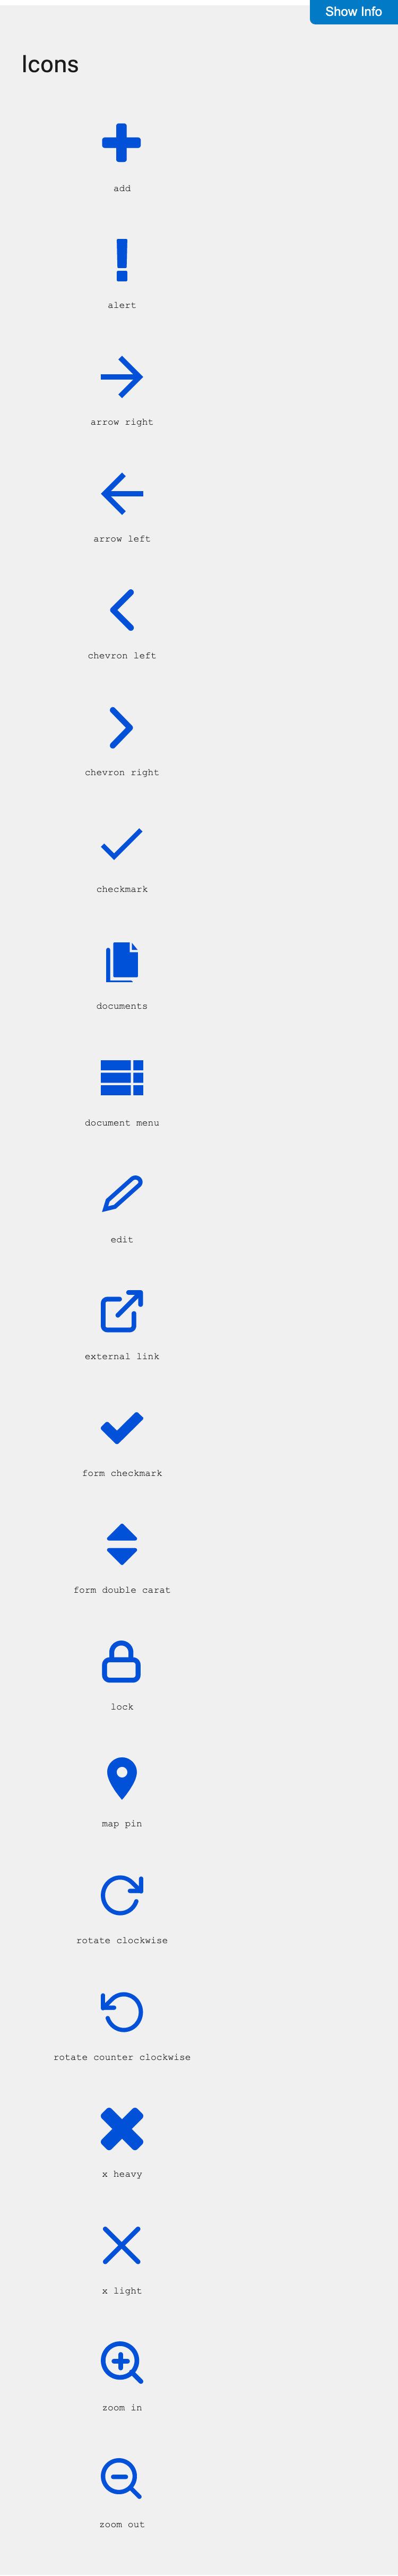 Show Info
Icons
add
alert
arrow right
arrow left
chevron left
chevron right
checkmark
documents
document menu
edit
external link
form checkmark
form double carat
lock
map pin
rotate clockwise
rotate counter clockwise
x heavy
x light
zoom in
zoom out